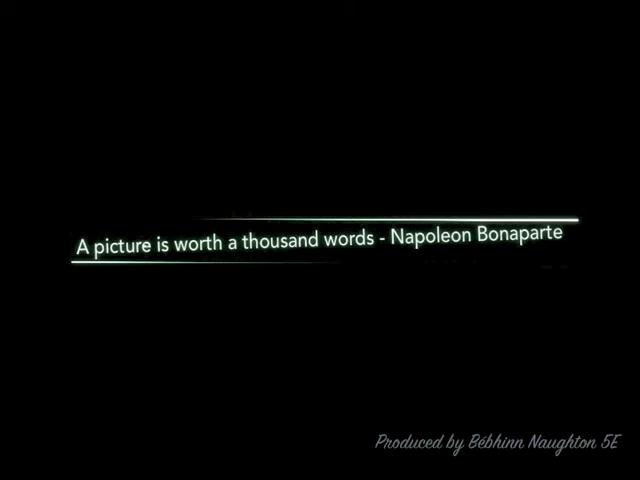 A picture is worth a thousand words - Napoleon Bonaparte
Produced by Bébhinn Naughton 5E